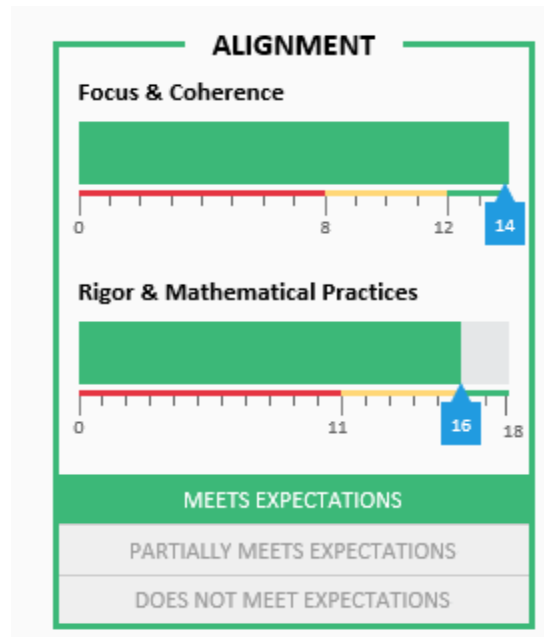 ALIGNMENT
Focus & Coherence
0 8 12 14
Rigor & Mathematical Practices
0 11 16 18
MEETS EXPECTATIONS
PARTIALLY MEETS EXPECTATIONS
DOES NOT MEET EXPECTATIONS